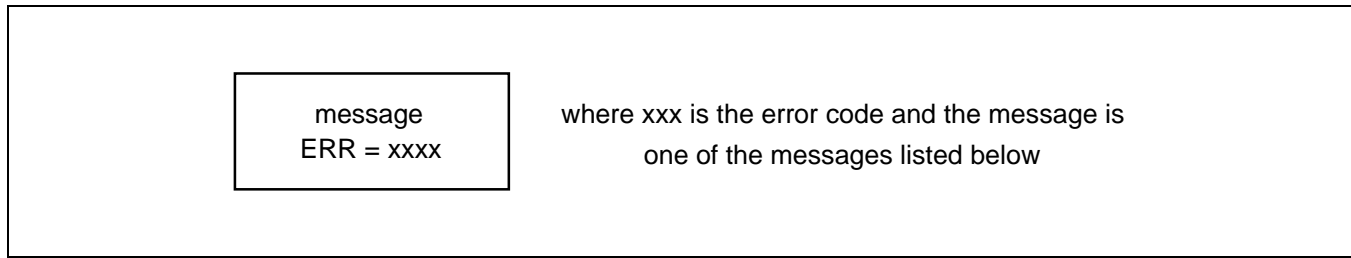 message
ERR = xxxx
where xxx is the error code and the message is
one of the messages listed below